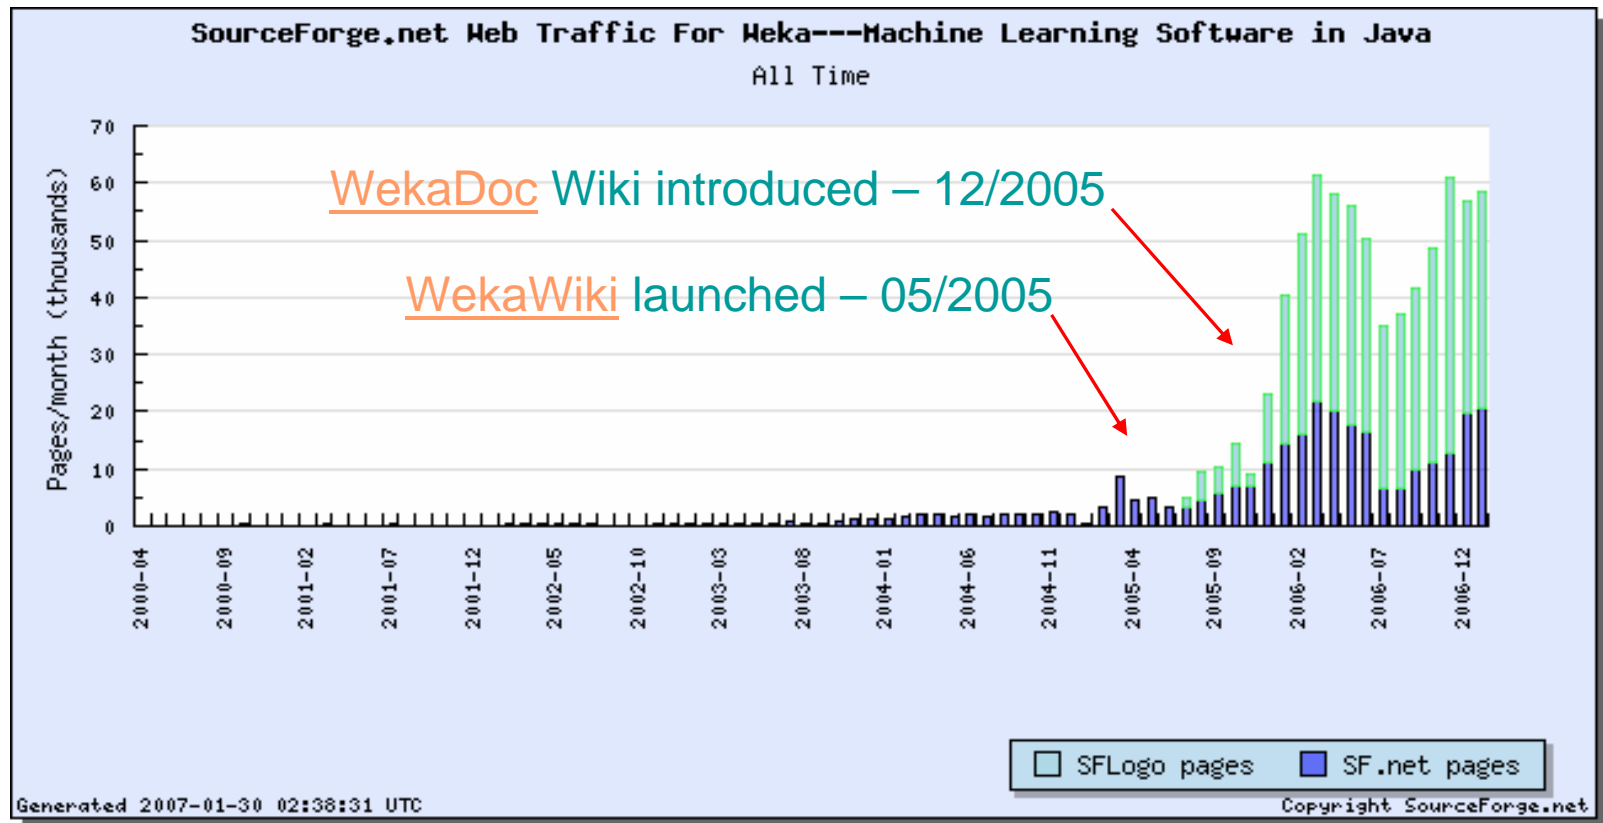 SourceForge.net Web Traffic For Weka---Machine Learning Software in Java
All Time
Pages/month (thousands)
70
60
50
40
30
20
10
0
WekaDoc Wiki introduced – 12/2005
WekaWiki launched – 05/2005
2000-04
2000-09
2001-02
2001-07
2001-12
2002-05
2002-10
2003-03
2003-08
2004-01
2004-06
2004-11
2005-04
2005-09
2006-02
2006-07
2006-12
SFLogo pages
SF.net pages
Generated 2007-01-30 02:38:31 UTC
Copyright SourceForge.net